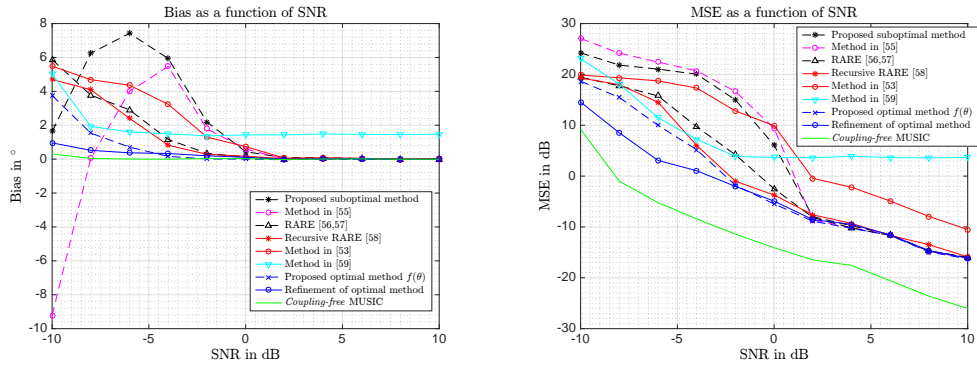 Bias as a function of SNR
8
6
4
2
0
-2
-4
-6
-8
-10
Bias in °
-10 -5 0 5 10
SNR in dB
Proposed suboptimal method
Method in [55]
RARE [56,57]
Recursive RARE [58]
Method in [53]
Method in [59]
Proposed optimal method f(θ)
Refinement of optimal method
Coupling-free MUSIC
MSE as a function of SNR
30
20
10
0
-10
-20
-30
MSE in dB
-10 -5 0 5 10
SNR in dB
Proposed suboptimal method
Method in [55]
RARE [56,57]
Recursive RARE [58]
Method in [53]
Method in [59]
Proposed optimal method f(θ)
Refinement of optimal method
Coupling-free MUSIC